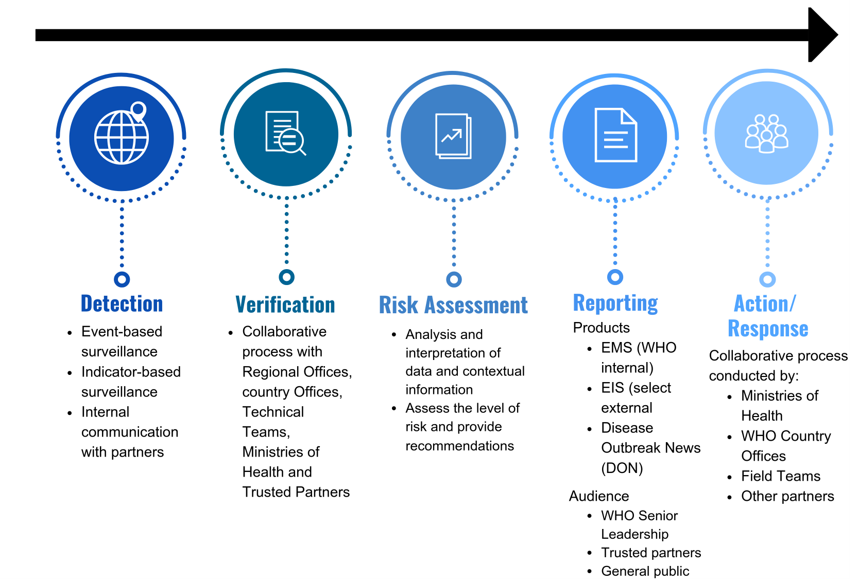 Detection
• Event-based
surveillance
• Indicator-based
surveillance
• Internal
communication
with partners
Verification
• Collaborative
process with
Regional Offices,
country Offices,
Technical
Teams,
Ministries of
Health and
Trusted Partners
Risk Assessment
• Analysis and
interpretation of
data and contextual
information
• Assess the level of
risk and provide
recommendations
Reporting
Products
• EMS (WHO
internal)
• EIS (select
external
• Disease
Outbreak News
(DON)
Audience
• WHO Senior
Leadership
• Trusted partners
• General public
Action/
Response
Collaborative process
conducted by:
• Ministries of
Health
• WHO Country
Offices
• Field Teams
• Other partners